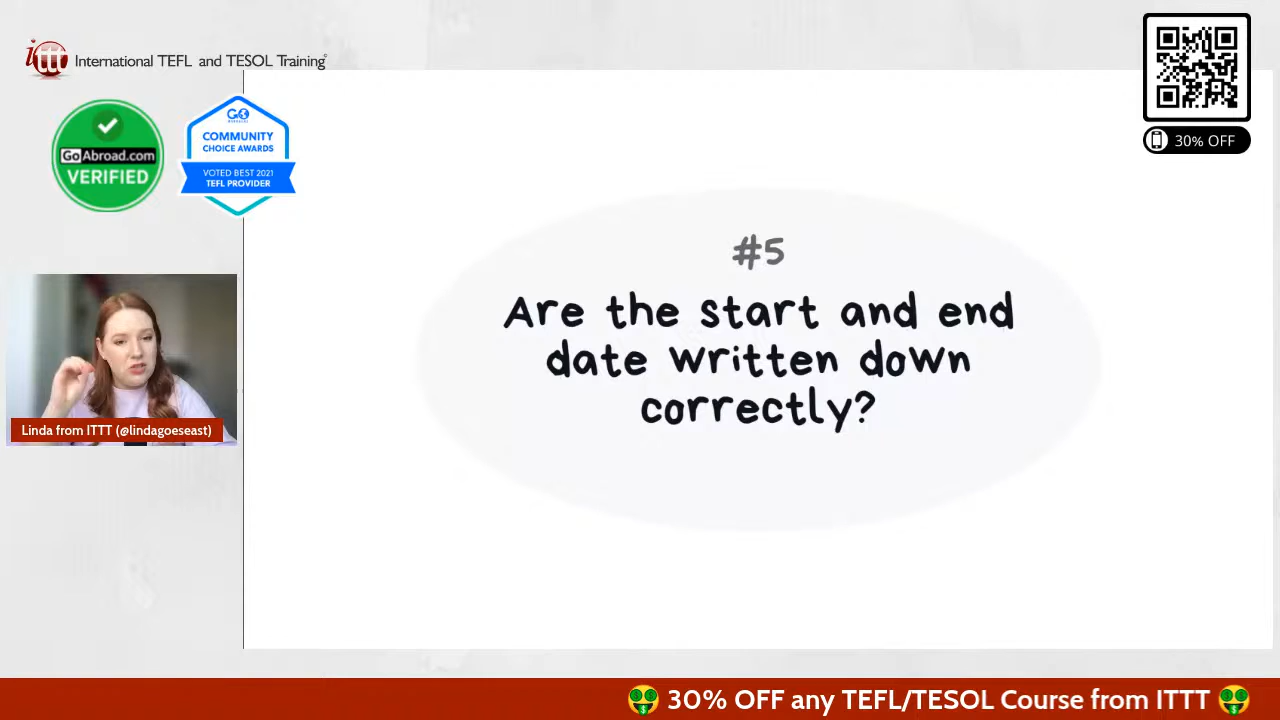 ittt International TEFL and TESOL Training
30% OFF
GoAbroad.com
VERIFIED
GO
COMMUNITY
CHOICE AWARDS
VOTED BEST 2021
TEFL PROVIDER
#5
Are the start and end
date written down
correctly?
Linda from ITTT (@lindagoeseast)
30% OFF any TEFL/TESOL Course from ITTT